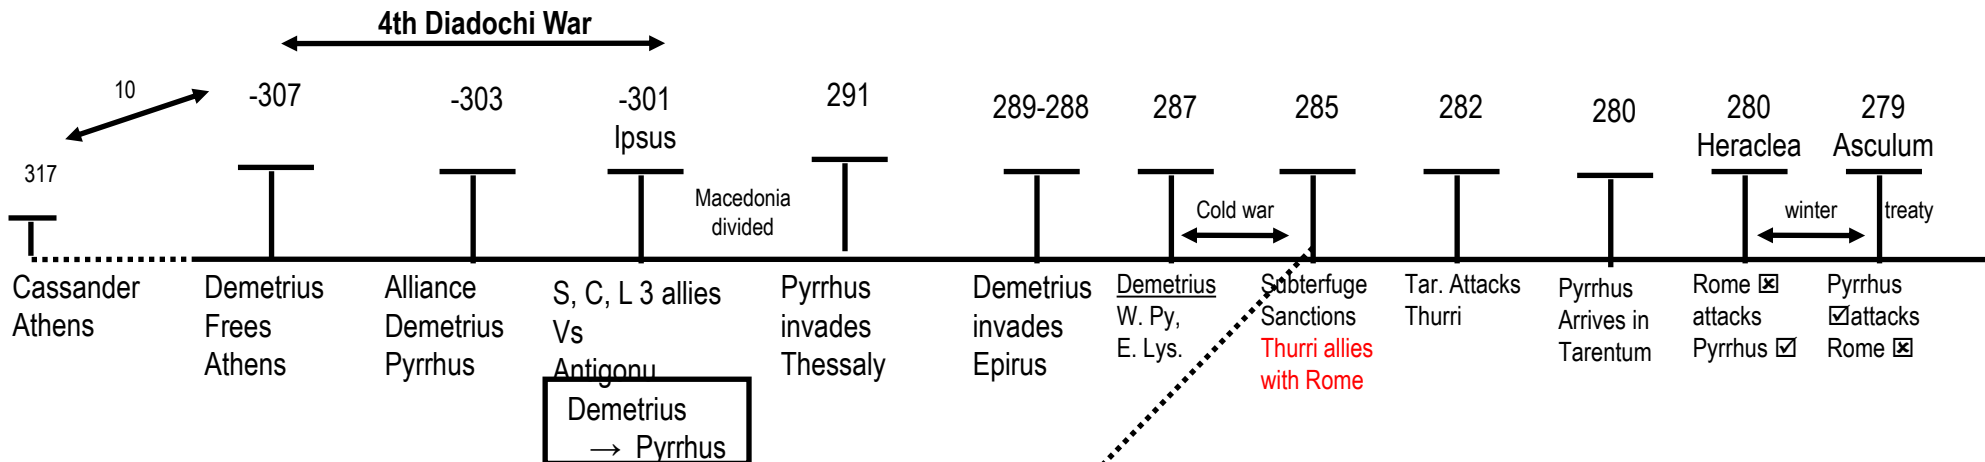 4th Diadochi War
10
317
-307
-303
-301
Ipsus
291
289-288
287
285
282
280
280
Heraclea
279
Asculum
Macedonia
divided
Cold war
winter
treaty
Cassander
Athens
Demetrius
Frees
Athens
Alliance
Demetrius
Pyrrhus
S, C, L 3 allies
Vs
Antigonu
Demetrius
→ Pyrrhus
Pyrrhus
invades
Thessaly
Demetrius
invades
Epirus
Demetrius
W. Py,
E. Lys.
Subterfuge
Sanctions
Thurri allies
with Rome
Tar. Attacks
Thurri
Pyrrhus
Arrives in
Tarentum
Rome ☒
attacks
Pyrrhus ☑
Pyrrhus
☑attacks
Rome ☒